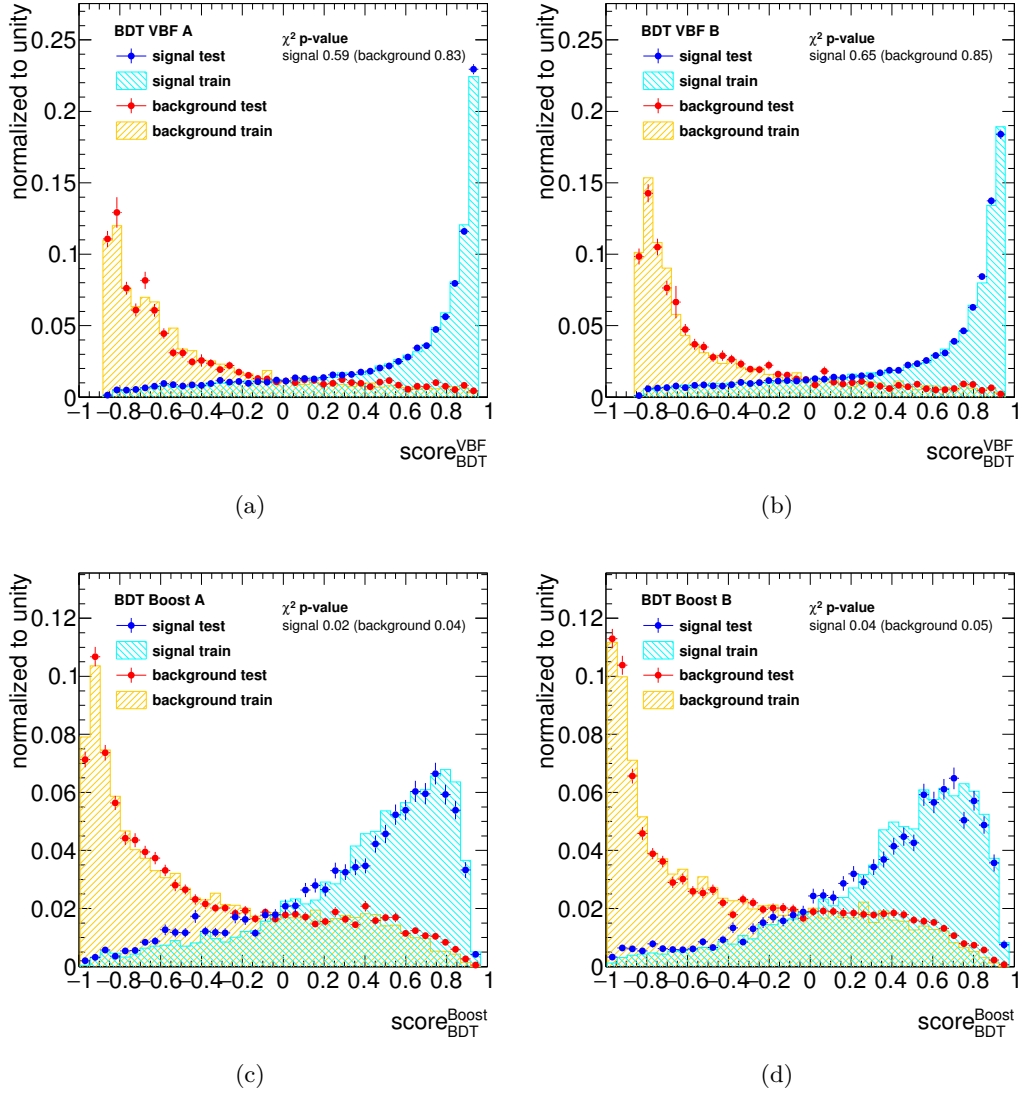 normalized to unity
0.25
0.2
0.15
0.1
0.05
0
BDT VBF A
signal test
signal train
background test
background train
χ² p-value
signal 0.59 (background 0.83)
−1 −0.8 −0.6 −0.4 −0.2 0 0.2 0.4 0.6 0.8 1
score^VBF_BDT
(a)
normalized to unity
0.25
0.2
0.15
0.1
0.05
0
BDT VBF B
signal test
signal train
background test
background train
χ² p-value
signal 0.65 (background 0.85)
−1 −0.8 −0.6 −0.4 −0.2 0 0.2 0.4 0.6 0.8 1
score^VBF_BDT
(b)
normalized to unity
0.12
0.1
0.08
0.06
0.04
0.02
0
BDT Boost A
signal test
signal train
background test
background train
χ² p-value
signal 0.02 (background 0.04)
−1 −0.8 −0.6 −0.4 −0.2 0 0.2 0.4 0.6 0.8 1
score^Boost_BDT
(c)
normalized to unity
0.12
0.1
0.08
0.06
0.04
0.02
0
BDT Boost B
signal test
signal train
background test
background train
χ² p-value
signal 0.04 (background 0.05)
−1 −0.8 −0.6 −0.4 −0.2 0 0.2 0.4 0.6 0.8 1
score^Boost_BDT
(d)